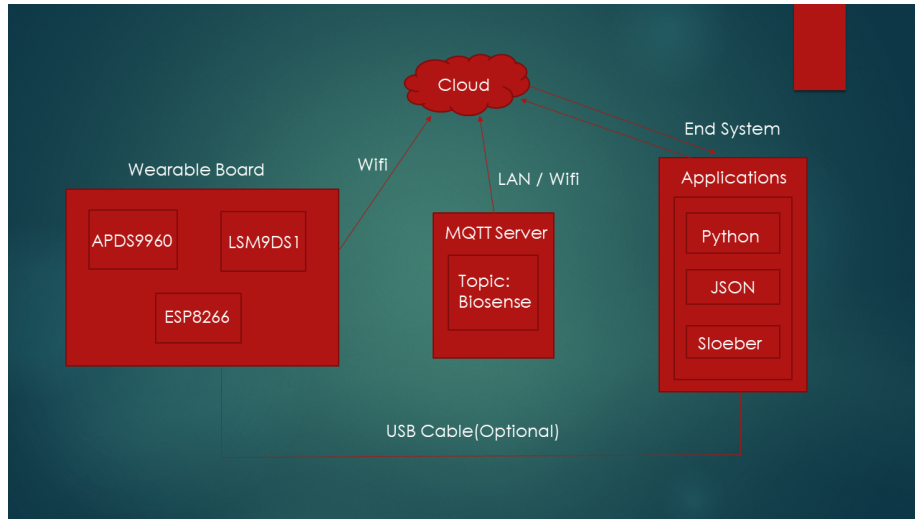 Cloud
End System
Wifi
Wearable Board
LAN / Wifi
Applications
APDS9960
LSM9DS1
MQTT Server
Python
Topic:
Biosense
JSON
ESP8266
Sloeber
USB Cable(Optional)